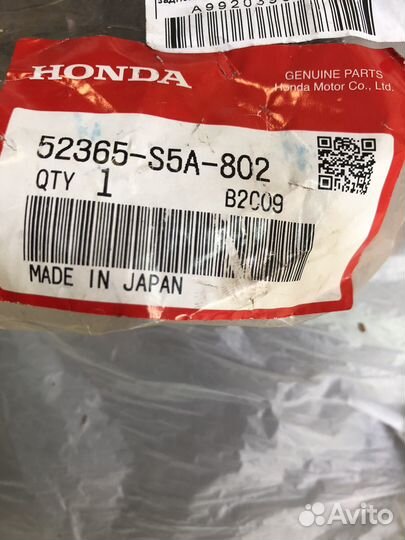 HONDA
GENUINE PARTS
Honda Motor Co., Ltd.
52365-S5A-802
QTY 1
B2C09
MADE IN JAPAN
Avito